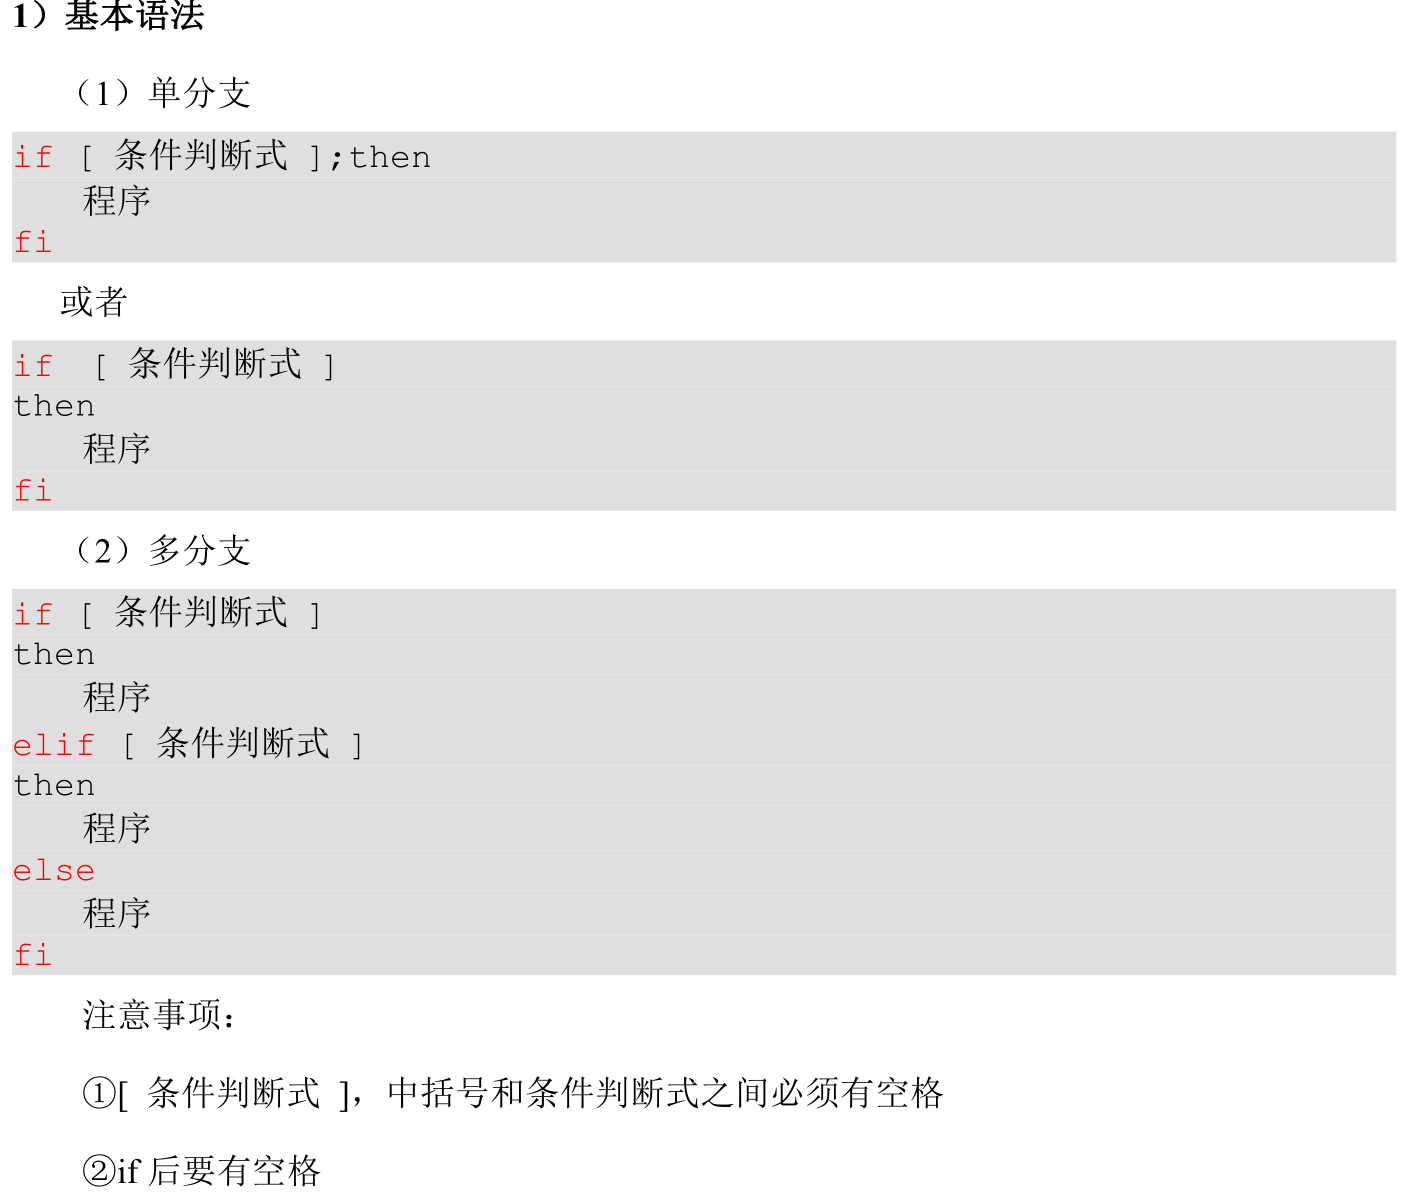 1）基本语法
（1）单分支
if [ 条件判断式 ];then
    程序
fi
或者
if  [ 条件判断式 ]
then
    程序
fi
（2）多分支
if [ 条件判断式 ]
then
    程序
elif [ 条件判断式 ]
then
    程序
else
    程序
fi
注意事项：
①[ 条件判断式 ]，中括号和条件判断式之间必须有空格
②if 后要有空格